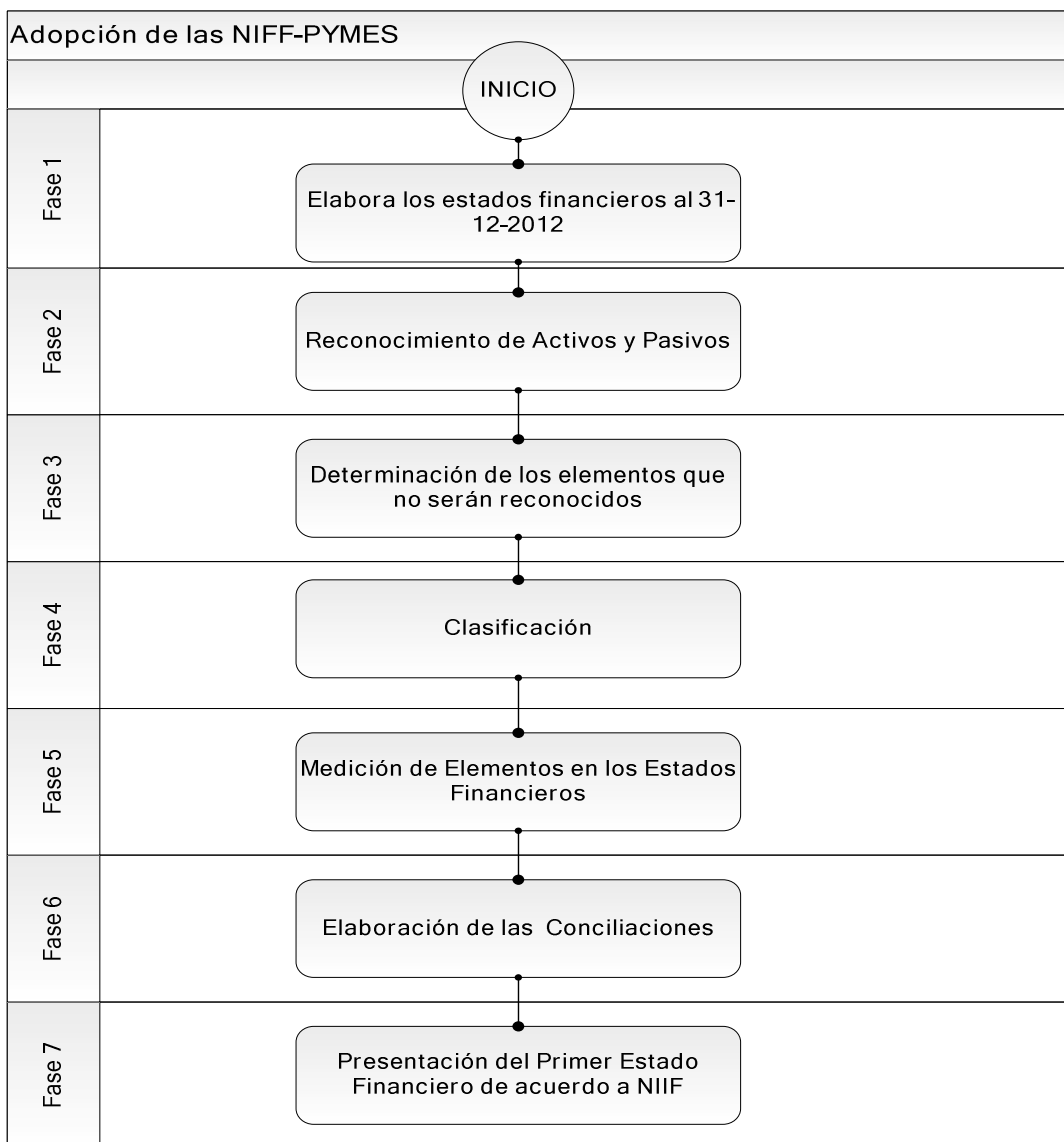 Adopción de las NIFF-PYMES
INICIO
Fase 1
Elabora los estados financieros al 31-
12-2012
Fase 2
Reconocimiento de Activos y Pasivos
Fase 3
Determinación de los elementos que
no serán reconocidos
Fase 4
Clasificación
Fase 5
Medición de Elementos en los Estados
Financieros
Fase 6
Elaboración de las Conciliaciones
Fase 7
Presentación del Primer Estado
Financiero de acuerdo a NIIF